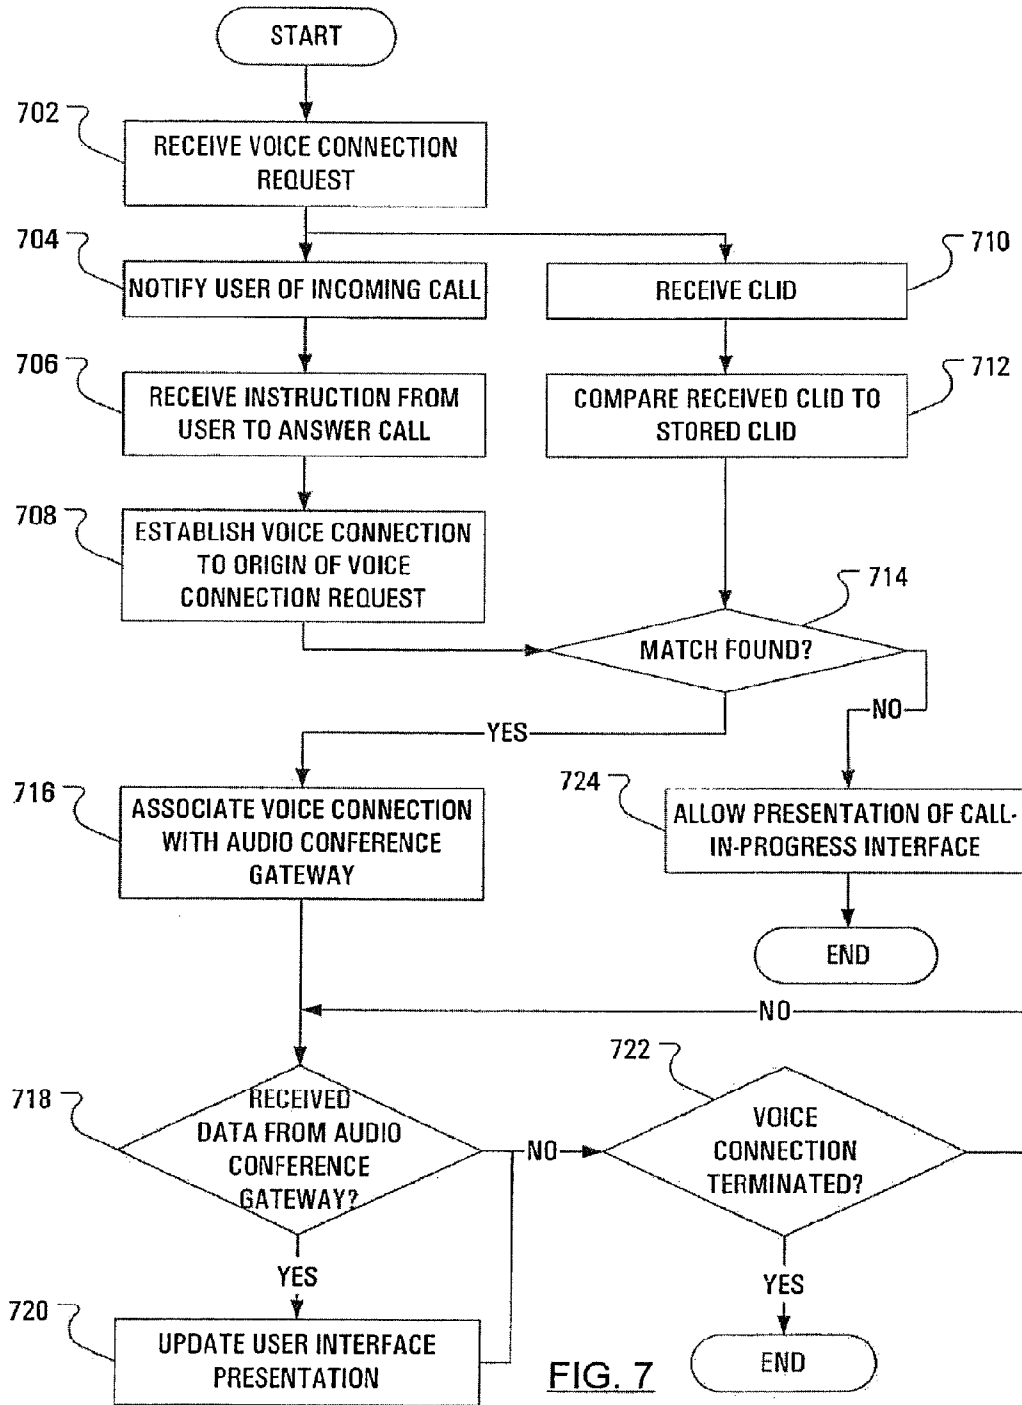 START
702
RECEIVE VOICE CONNECTION
REQUEST
704
NOTIFY USER OF INCOMING CALL
710
RECEIVE CLID
706
RECEIVE INSTRUCTION FROM
USER TO ANSWER CALL
712
COMPARE RECEIVED CLID TO
STORED CLID
708
ESTABLISH VOICE CONNECTION
TO ORIGIN OF VOICE
CONNECTION REQUEST
714
MATCH FOUND?
NO
YES
716
ASSOCIATE VOICE CONNECTION
WITH AUDIO CONFERENCE
GATEWAY
724
ALLOW PRESENTATION OF CALL-
IN-PROGRESS INTERFACE
END
NO
718
RECEIVED
DATA FROM AUDIO
CONFERENCE
GATEWAY?
NO
722
VOICE
CONNECTION
TERMINATED?
YES
YES
720
UPDATE USER INTERFACE
PRESENTATION
END
FIG. 7